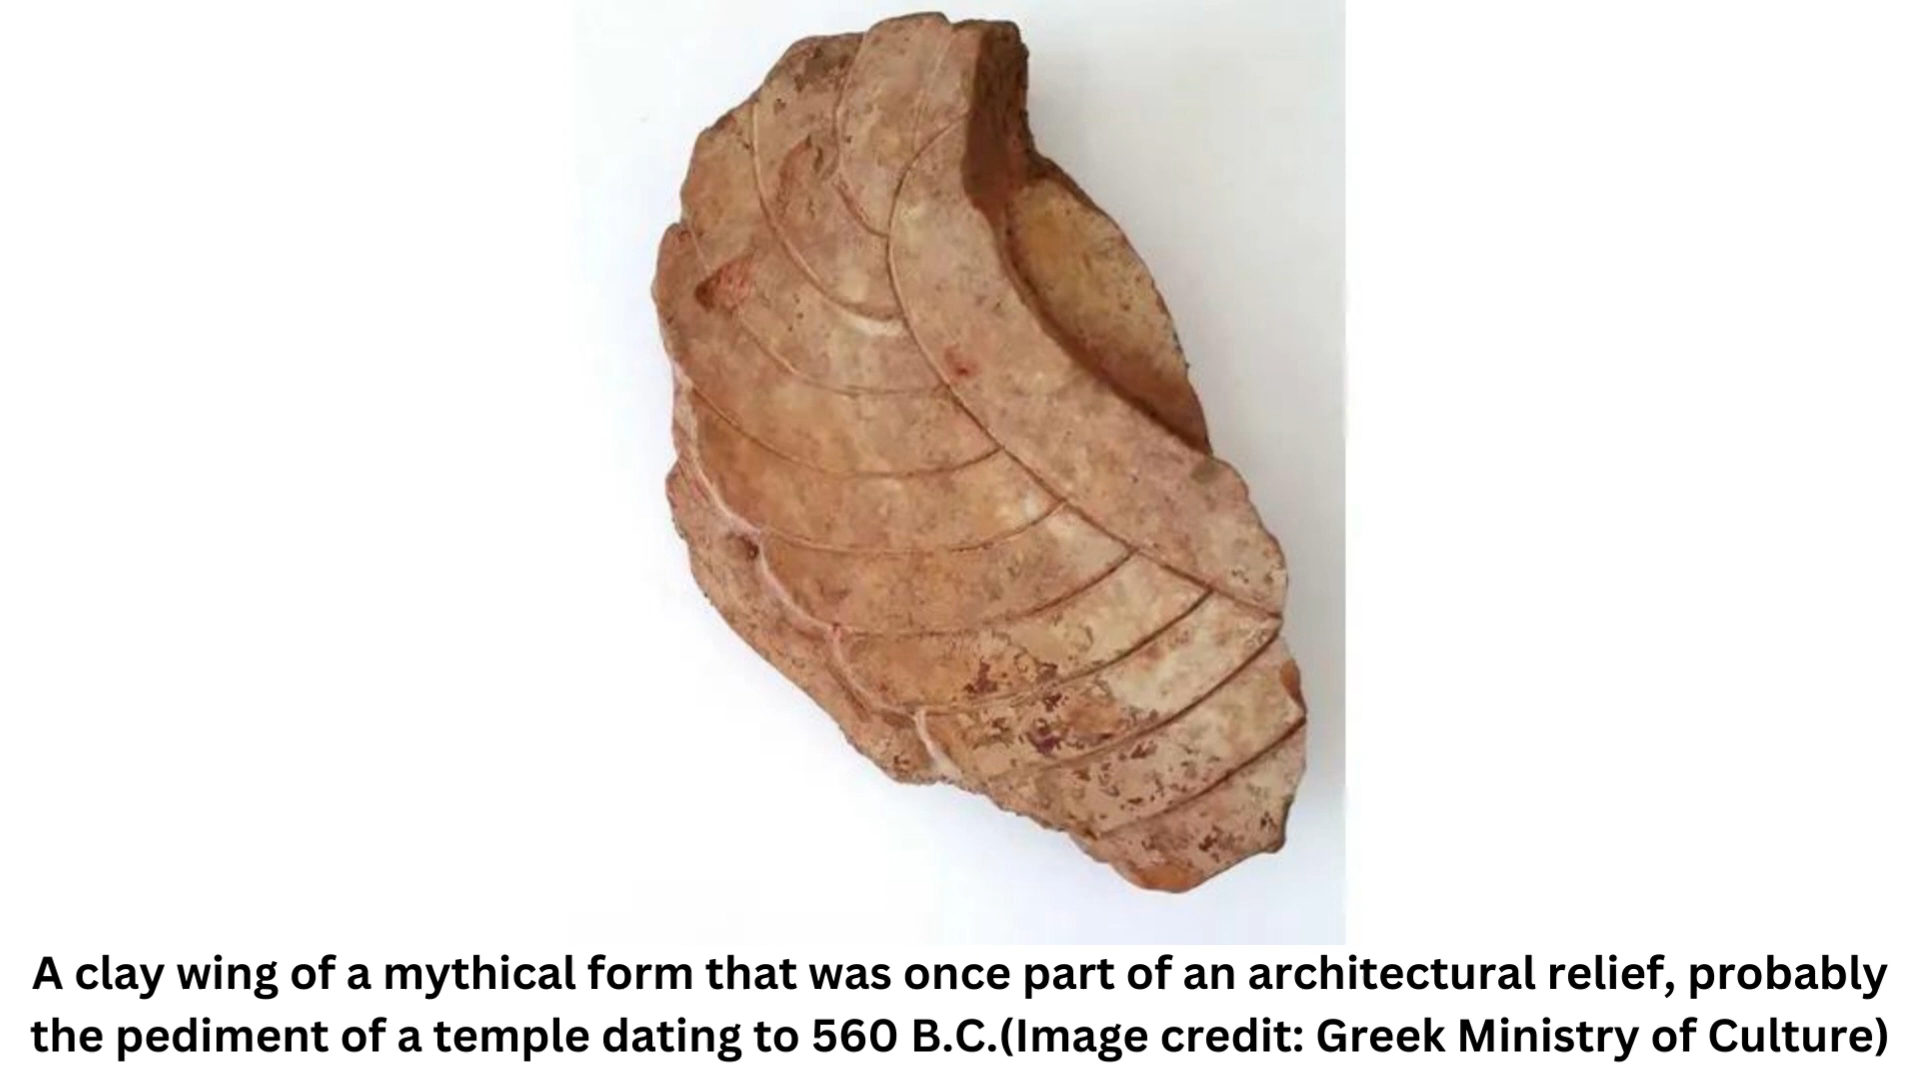 A clay wing of a mythical form that was once part of an architectural relief, probably
the pediment of a temple dating to 560 B.C.(Image credit: Greek Ministry of Culture)